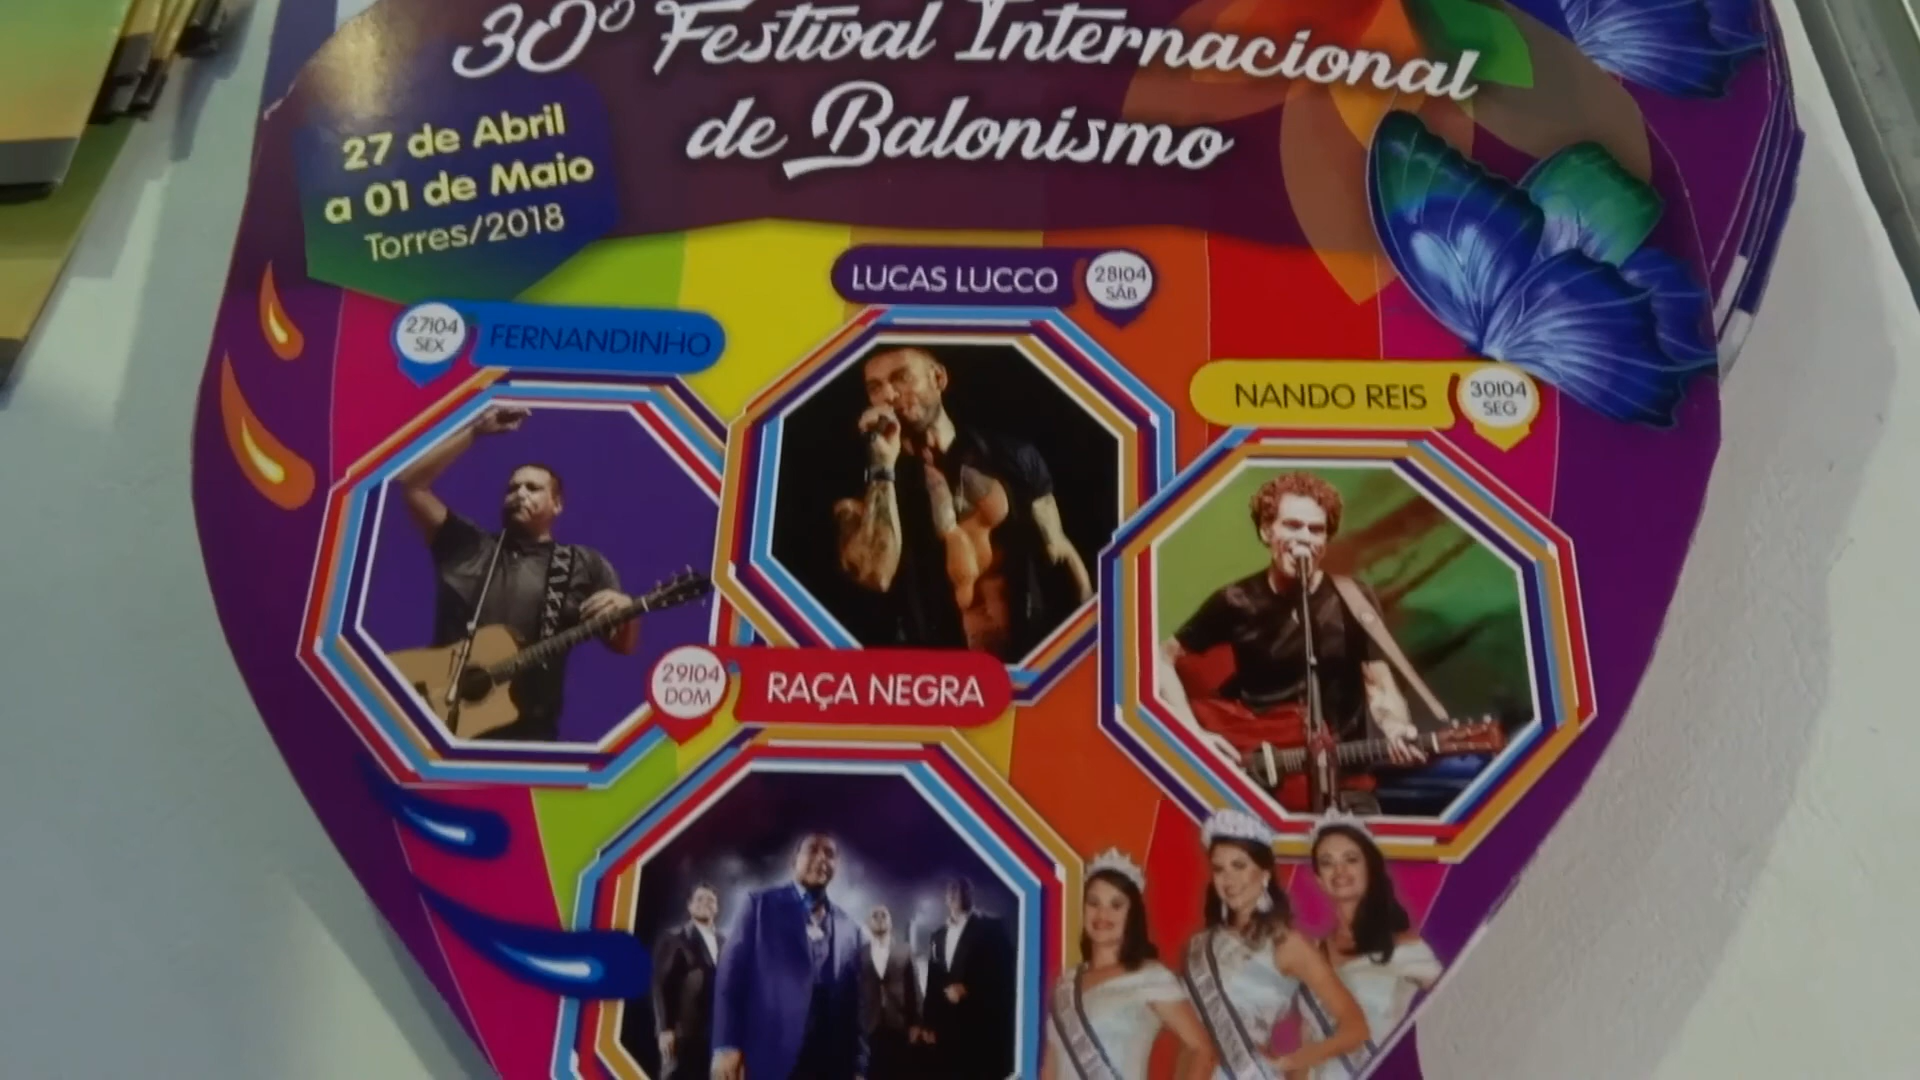 30º Festival Internacional
de Balonismo
27 de Abril
a 01 de Maio
Torres/2018
LUCAS LUCCO
28|04
SÁB
27|04
SEX
FERNANDINHO
NANDO REIS
30|04
SEG
29|04
DOM
RAÇA NEGRA